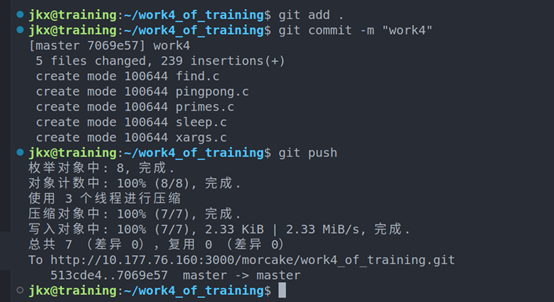 jkx@training:~/work4_of_training$ git add .
jkx@training:~/work4_of_training$ git commit -m "work4"
[master 7069e57] work4
5 files changed, 239 insertions(+)
create mode 100644 find.c
create mode 100644 pingpong.c
create mode 100644 primes.c
create mode 100644 sleep.c
create mode 100644 xargs.c
jkx@training:~/work4_of_training$ git push
枚举对象中: 8, 完成.
对象计数中: 100% (8/8), 完成.
使用 3 个线程进行压缩
压缩对象中: 100% (7/7), 完成.
写入对象中: 100% (7/7), 2.33 KiB | 2.33 MiB/s, 完成.
总共 7 （差异 0），复用 0 （差异 0）
To http://10.177.76.160:3000/morcake/work4_of_training.git
513cde4..7069e57  master -> master
jkx@training:~/work4_of_training$